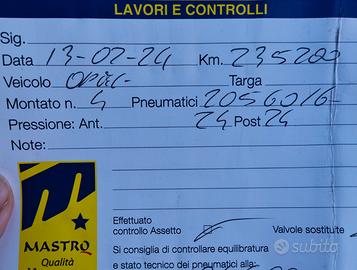 LAVORI E CONTROLLI
Sig.
Data 13-02-24 Km. 235200
Veicolo OPEL Targa
Montato n. 4 Pneumatici 2056016
Pressione: Ant. 24 Post 24
Note:
MASTRO
Qualità
Effettuato
controllo Assetto
Valvole sostituite
Si consiglia di controllare equilibratura
e stato tecnico dei pneumatici alla:
subito